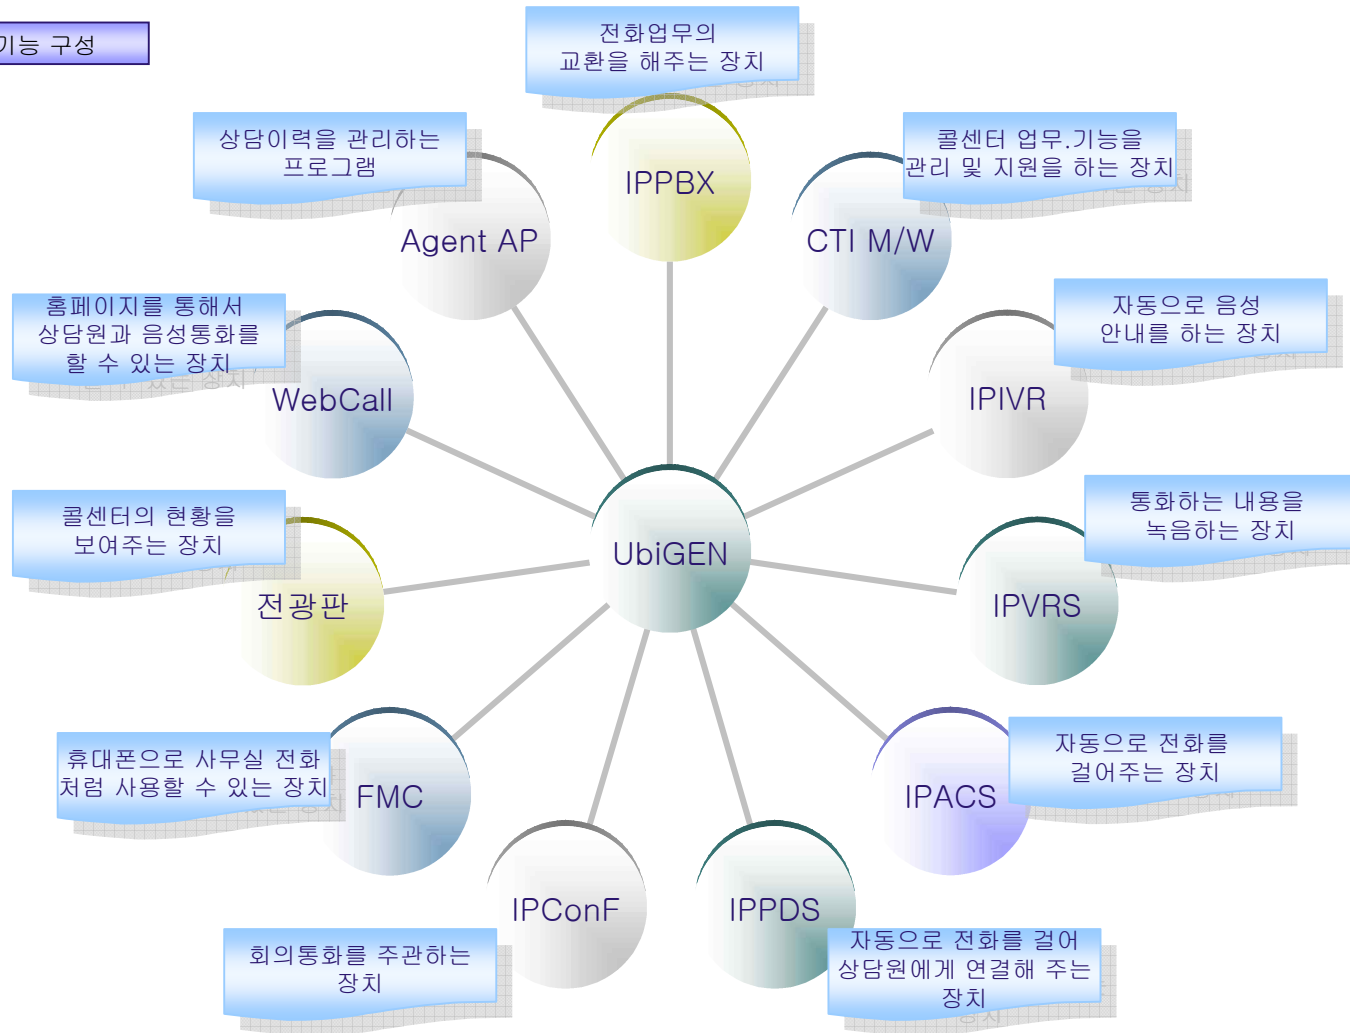 기능 구성
전화업무의
교환을 해주는 장치
IPPBX
상담이력을 관리하는
프로그램
Agent AP
콜센터 업무.기능을
관리 및 지원을 하는 장치
CTI M/W
홈페이지를 통해서
상담원과 음성통화를
할 수 있는 장치
WebCall
자동으로 음성
안내를 하는 장치
IPIVR
콜센터의 현황을
보여주는 장치
전광판
UbiGEN
통화하는 내용을
녹음하는 장치
IPVRS
휴대폰으로 사무실 전화
처럼 사용할 수 있는 장치
FMC
자동으로 전화를
걸어주는 장치
IPACS
회의통화를 주관하는
장치
IPConF
IPPDS
자동으로 전화를 걸어
상담원에게 연결해 주는
장치